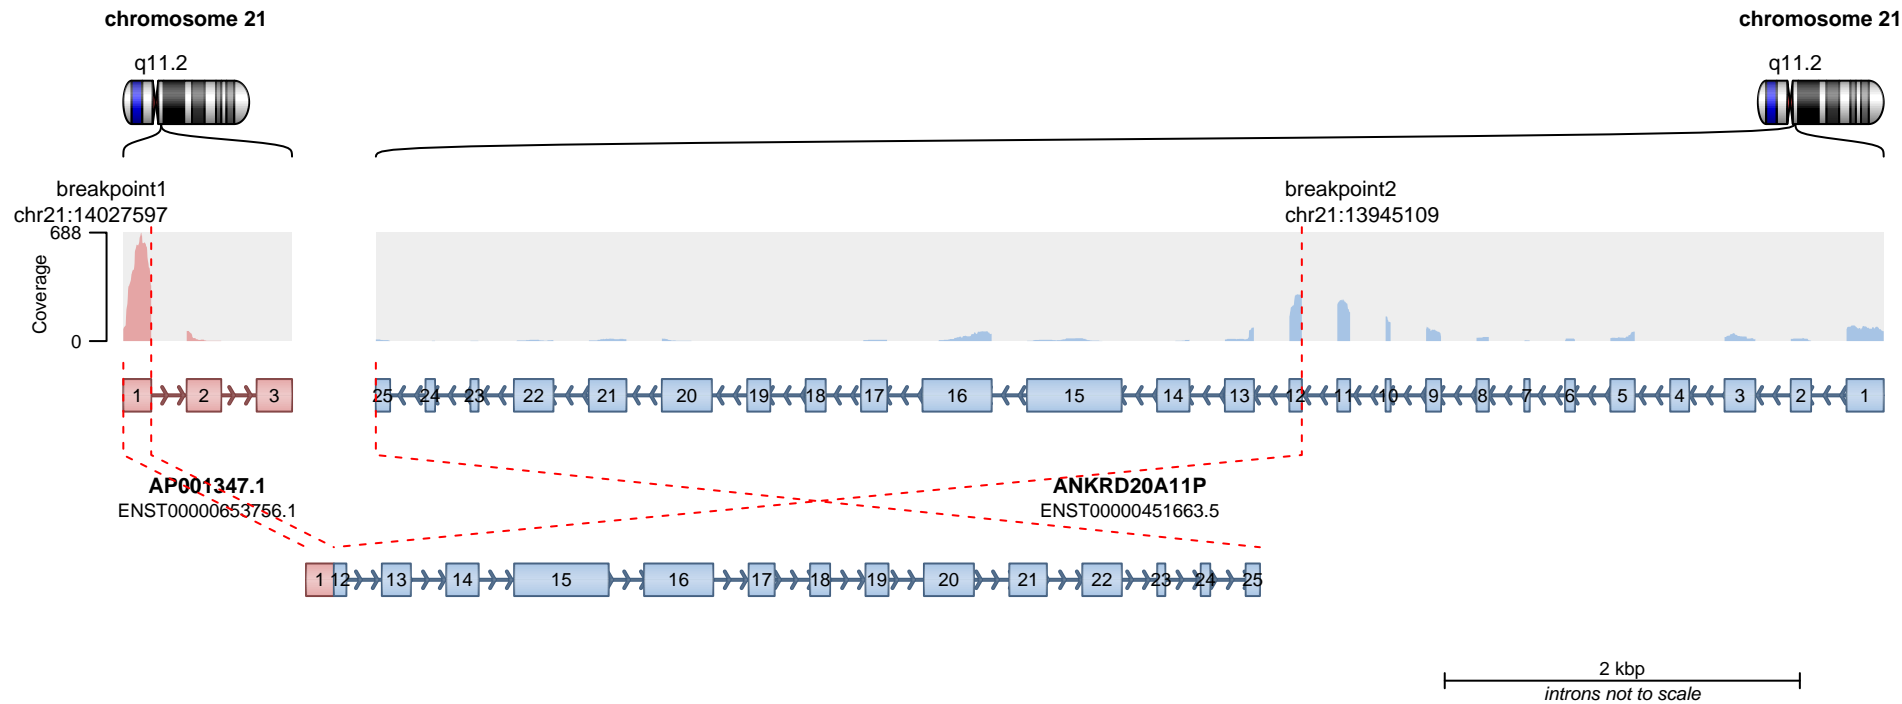 chromosome 21 chromosome 21
q11.2 q11.2
breakpoint1 breakpoint2
chr21:14027597 chr21:13945109
688
Coverage
0
1 2 3 25 24 23 22 21 20 19 18 17 16 15 14 13 12 11 10 9 8 7 6 5 4 3 2 1
AP001347.1 ANKRD20A11P
ENST00000653756.1 ENST00000451663.5
1 12 13 14 15 16 17 18 19 20 21 22 23 24 25
2 kbp
introns not to scale